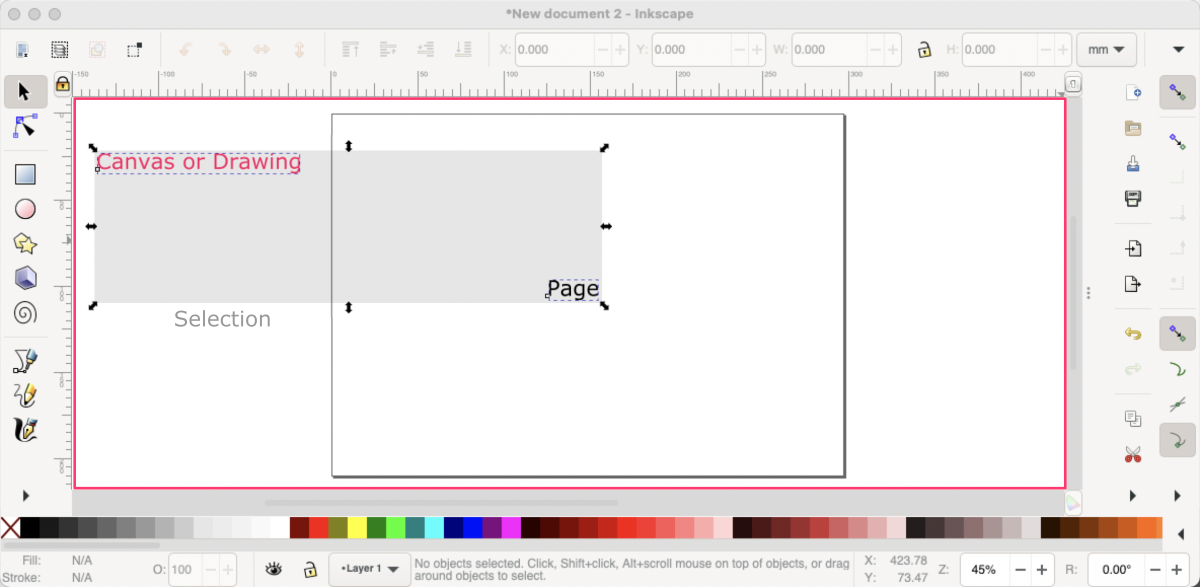 *New document 2 - Inkscape
X: 0.000 Y: 0.000 W: 0.000 H: 0.000 mm
-150 -100 -50 0 50 100 150 200 250 300 350 400
Canvas or Drawing
Page
Selection
Fill: N/A
Stroke: N/A
O: 100
•Layer 1
No objects selected. Click, Shift+click, Alt+scroll mouse on top of objects, or drag
around objects to select.
X: 423.78
Y: 73.47
Z: 45%
R: 0.00°